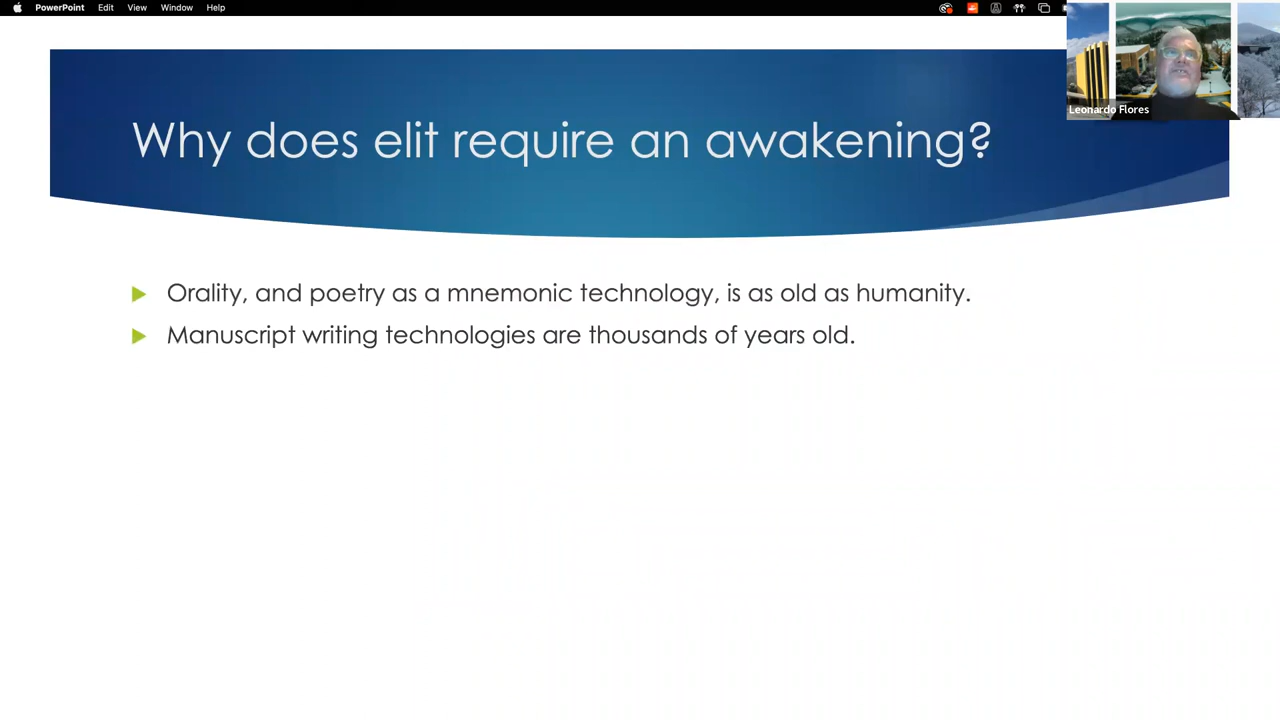 PowerPoint Edit View Window Help
Leonardo Flores
Why does elit require an awakening?
Orality, and poetry as a mnemonic technology, is as old as humanity.
Manuscript writing technologies are thousands of years old.